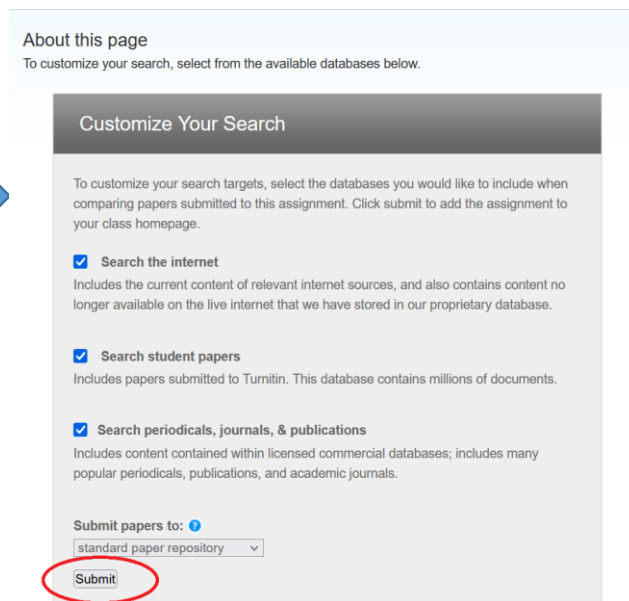 About this page
To customize your search, select from the available databases below.
Customize Your Search
To customize your search targets, select the databases you would like to include when
comparing papers submitted to this assignment. Click submit to add the assignment to
your class homepage.
Search the internet
Includes the current content of relevant internet sources, and also contains content no
longer available on the live internet that we have stored in our proprietary database.
Search student papers
Includes papers submitted to Turnitin. This database contains millions of documents.
Search periodicals, journals, & publications
Includes content contained within licensed commercial databases; includes many
popular periodicals, publications, and academic journals.
Submit papers to: ?
standard paper repository
Submit